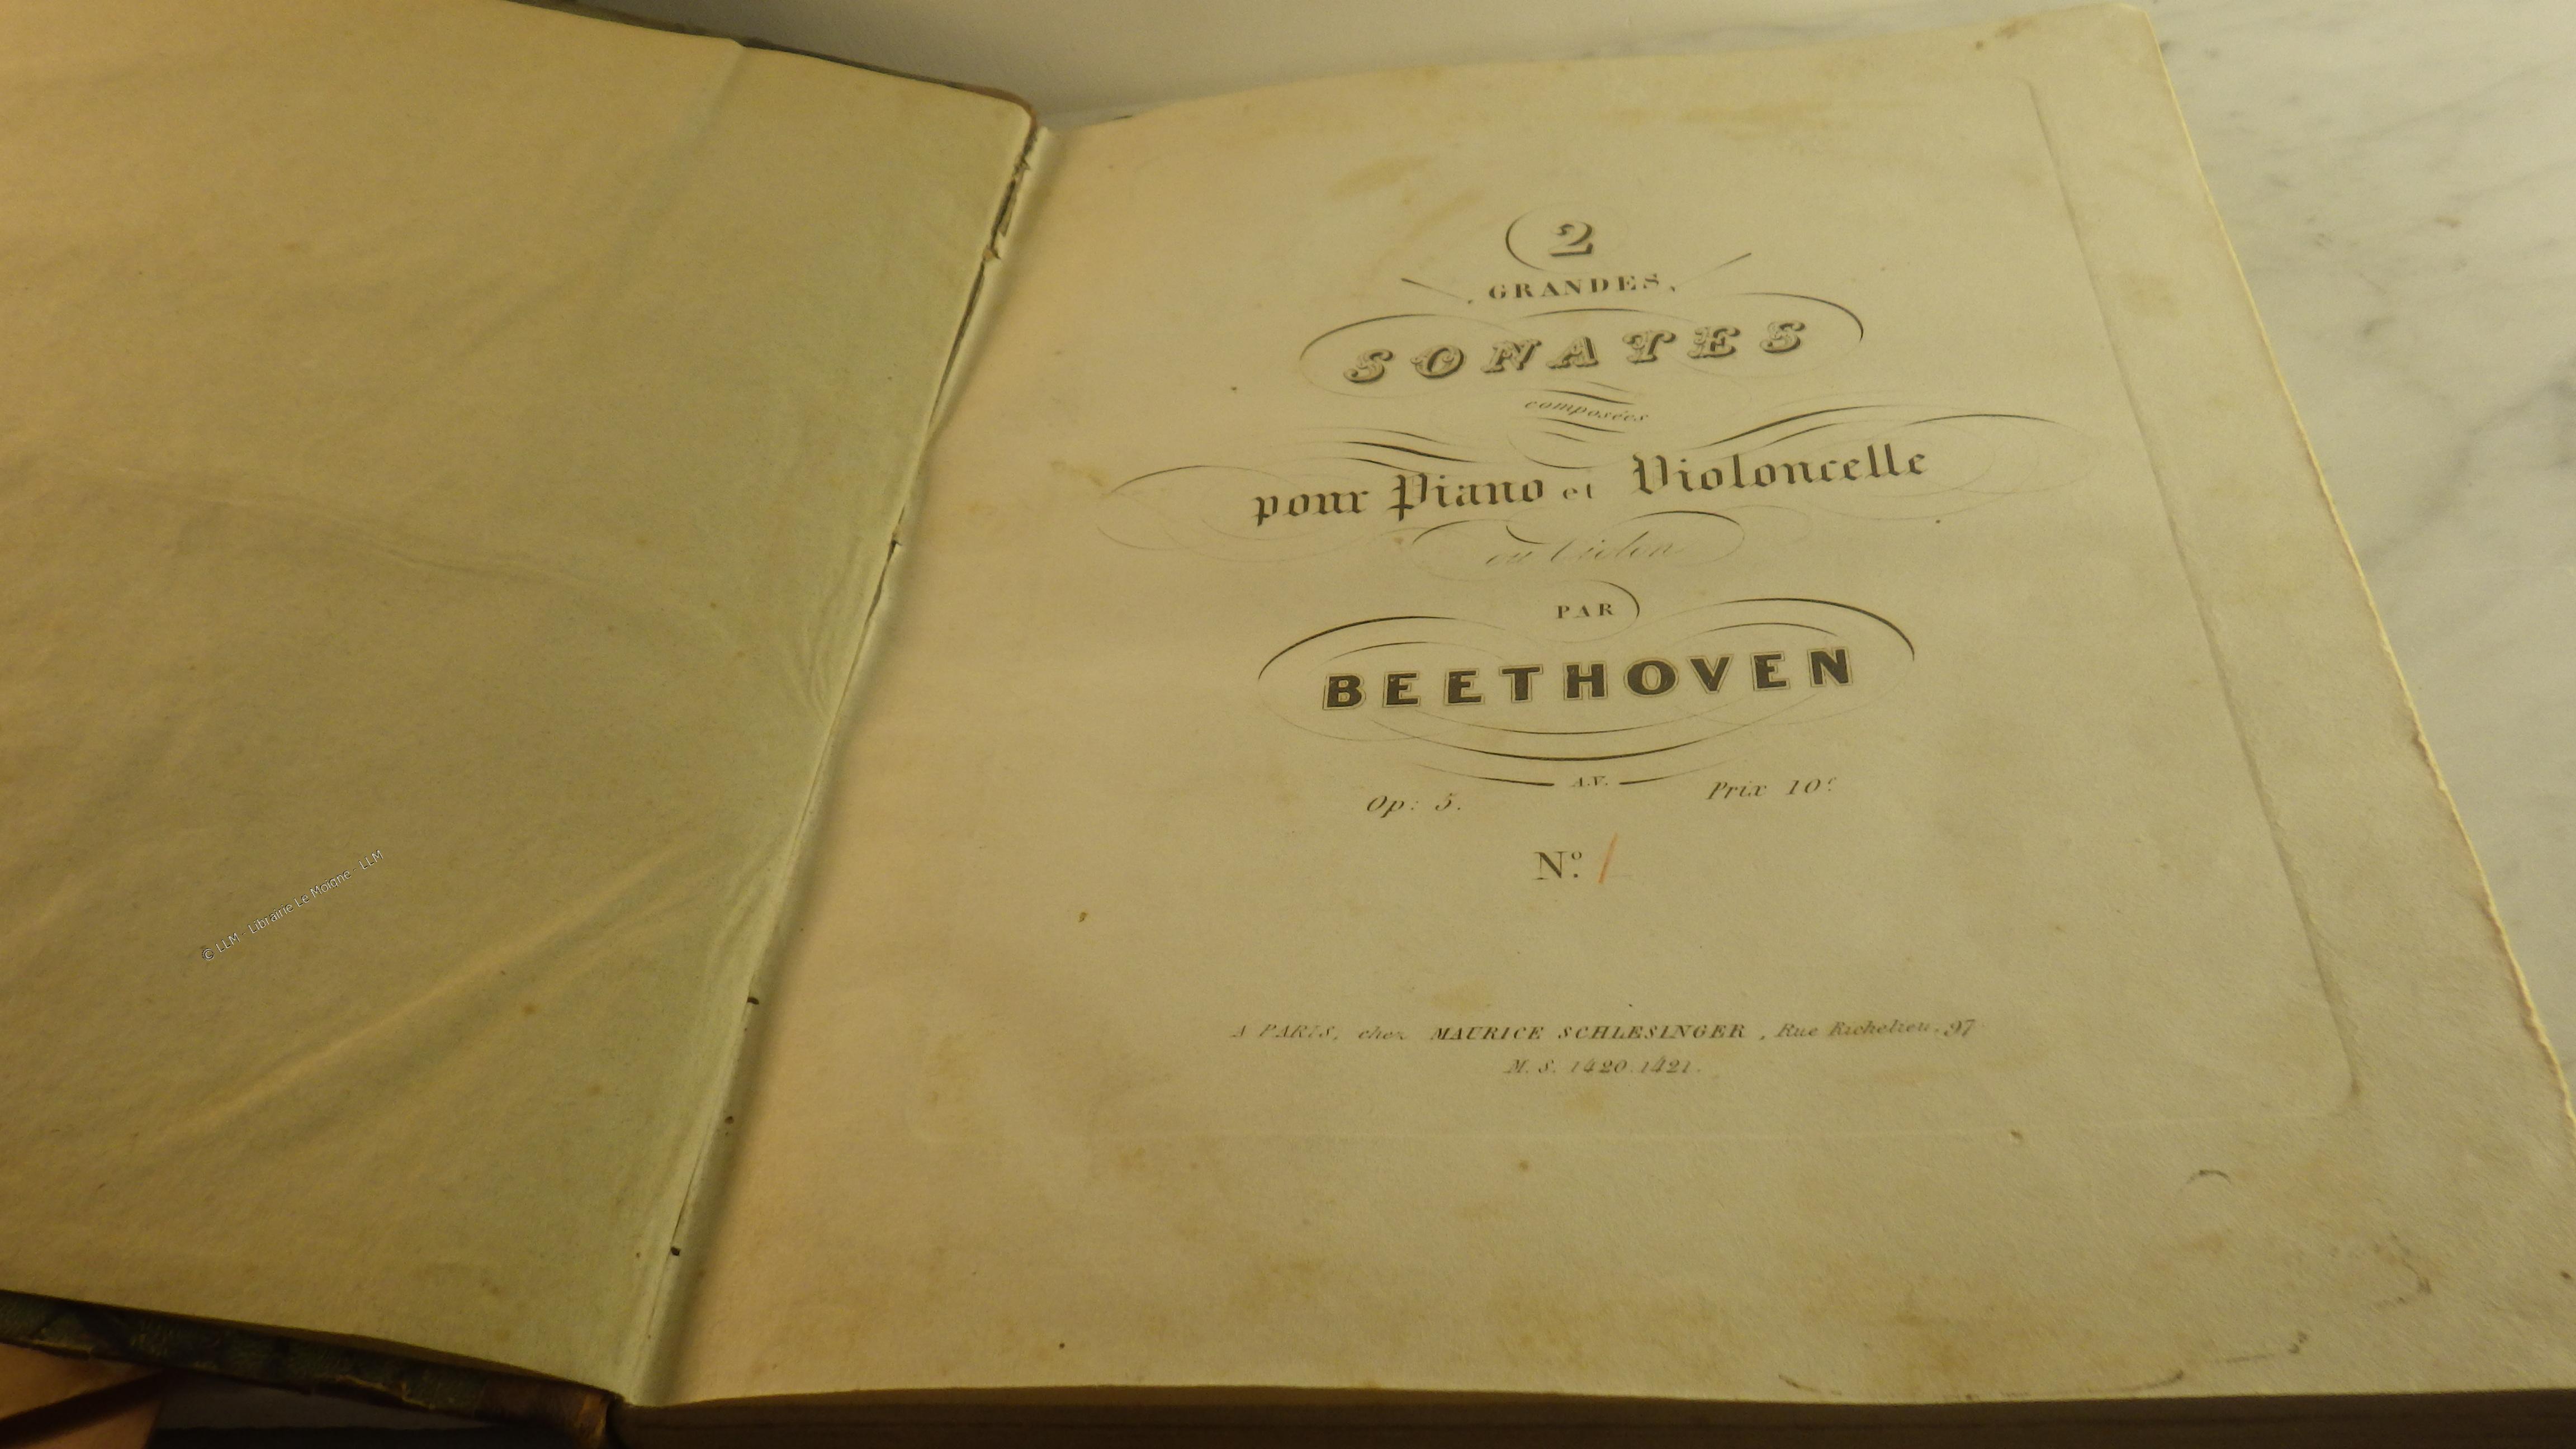 2
GRANDES
SONATES
composées
pour Piano et Violoncelle
ou Violon
PAR
BEETHOVEN
A.V.
Op: 5. Prix 10f
No. 1
A PARIS, chez MAURICE SCHLESINGER, Rue Richelieu. 97
M. S. 1420.1421.
© LLM - Librairie Le Moigne - LLM